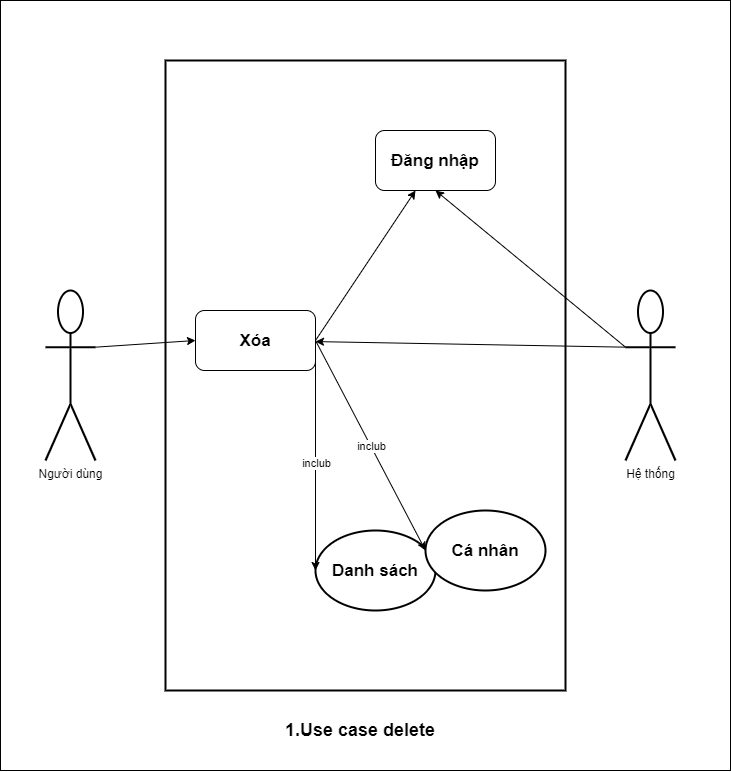 Đăng nhập
Xóa
Người dùng
Hệ thống
inclub
inclub
Cá nhân
Danh sách
1.Use case delete